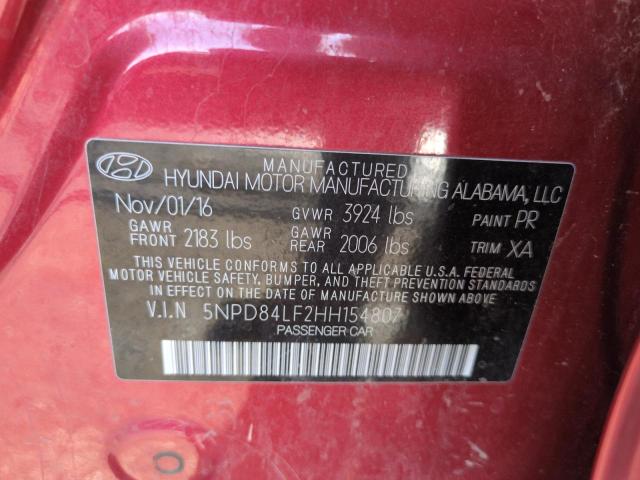 MANUFACTURED BY
HYUNDAI MOTOR MANUFACTURING ALABAMA, LLC
Nov/01/16 GVWR 3924 lbs PAINT PR
GAWR FRONT 2183 lbs GAWR REAR 2006 lbs TRIM XA
THIS VEHICLE CONFORMS TO ALL APPLICABLE U.S.A. FEDERAL
MOTOR VEHICLE SAFETY, BUMPER, AND THEFT PREVENTION
STANDARDS IN EFFECT ON THE DATE OF MANUFACTURE SHOWN ABOVE.
V.I.N 5NPD84LF2HH154807
PASSENGER CAR